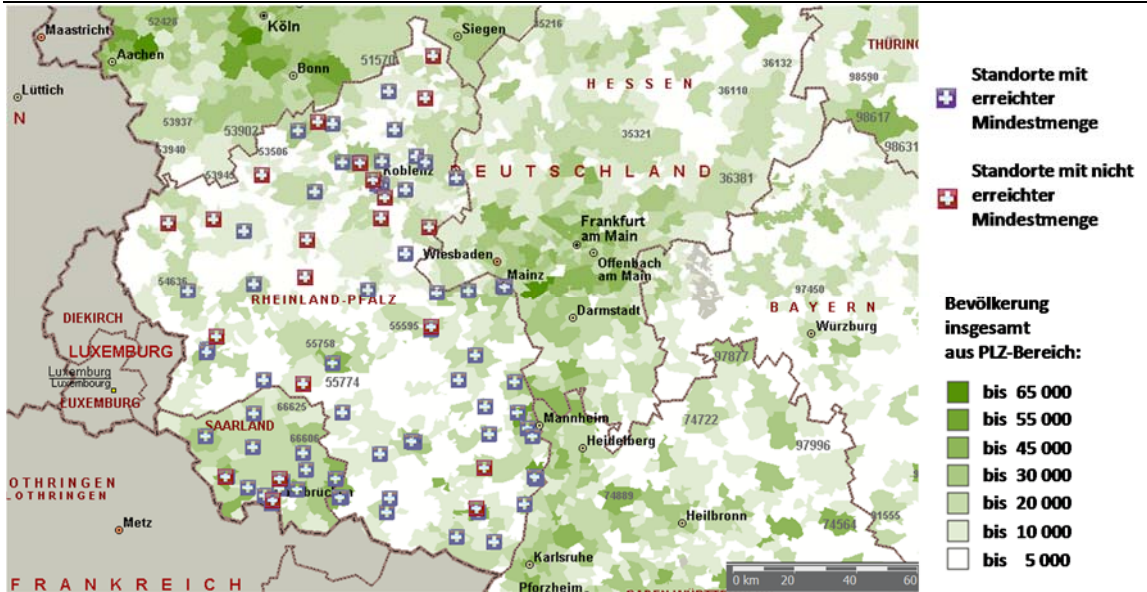 52428
Köln
Siegen
35216
Maastricht
Aachen
51570
36132
THÜRING
Bonn
HESSEN
98590
Lüttich
36110
N
53937
53902
35321
98617
53940
53506
98631
Koblenz
DEUTSCHLAND
36381
Frankfurt
am Main
Wiesbaden
Offenbach
am Main
Mainz
54636
RHEINLAND-PFALZ
97450
BAYERN
DIEKIRCH
Darmstadt
55595
Wurzburg
LUXEMBURG
55758
97877
Luxemburg
Luxembourg
55774
LUXEMBURG
66625
74722
SAARLAND
Mannheim
66606
Heidelberg
97996
LOTHRINGEN
LOTHRINGEN
74889
Metz
Heilbronn
74564
91555
Karlsruhe
FRANKREICH
Pforzheim
0 km 20 40 60
Standorte mit
erreichter
Mindestmenge
Standorte mit nicht
erreichter
Mindestmenge
Bevölkerung
insgesamt
aus PLZ-Bereich:
bis 65 000
bis 55 000
bis 45 000
bis 30 000
bis 20 000
bis 10 000
bis 5 000